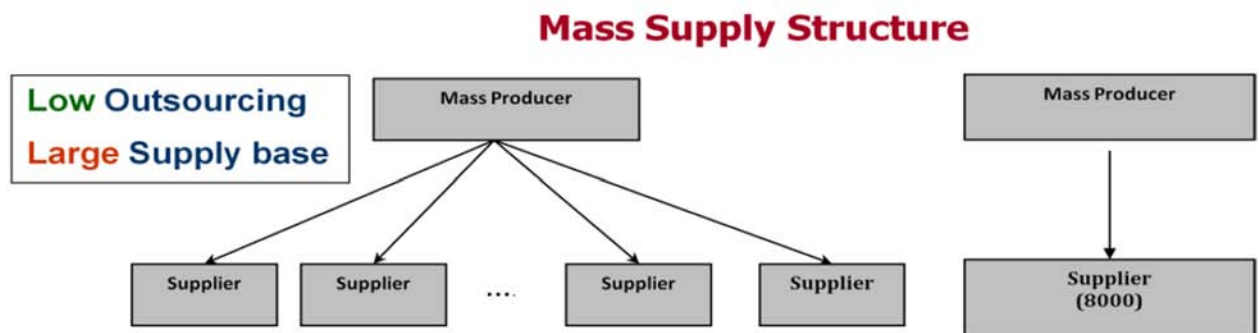 Mass Supply Structure
Low Outsourcing
Large Supply base
Mass Producer
Mass Producer
Supplier
Supplier
....
Supplier
Supplier
Supplier
(8000)